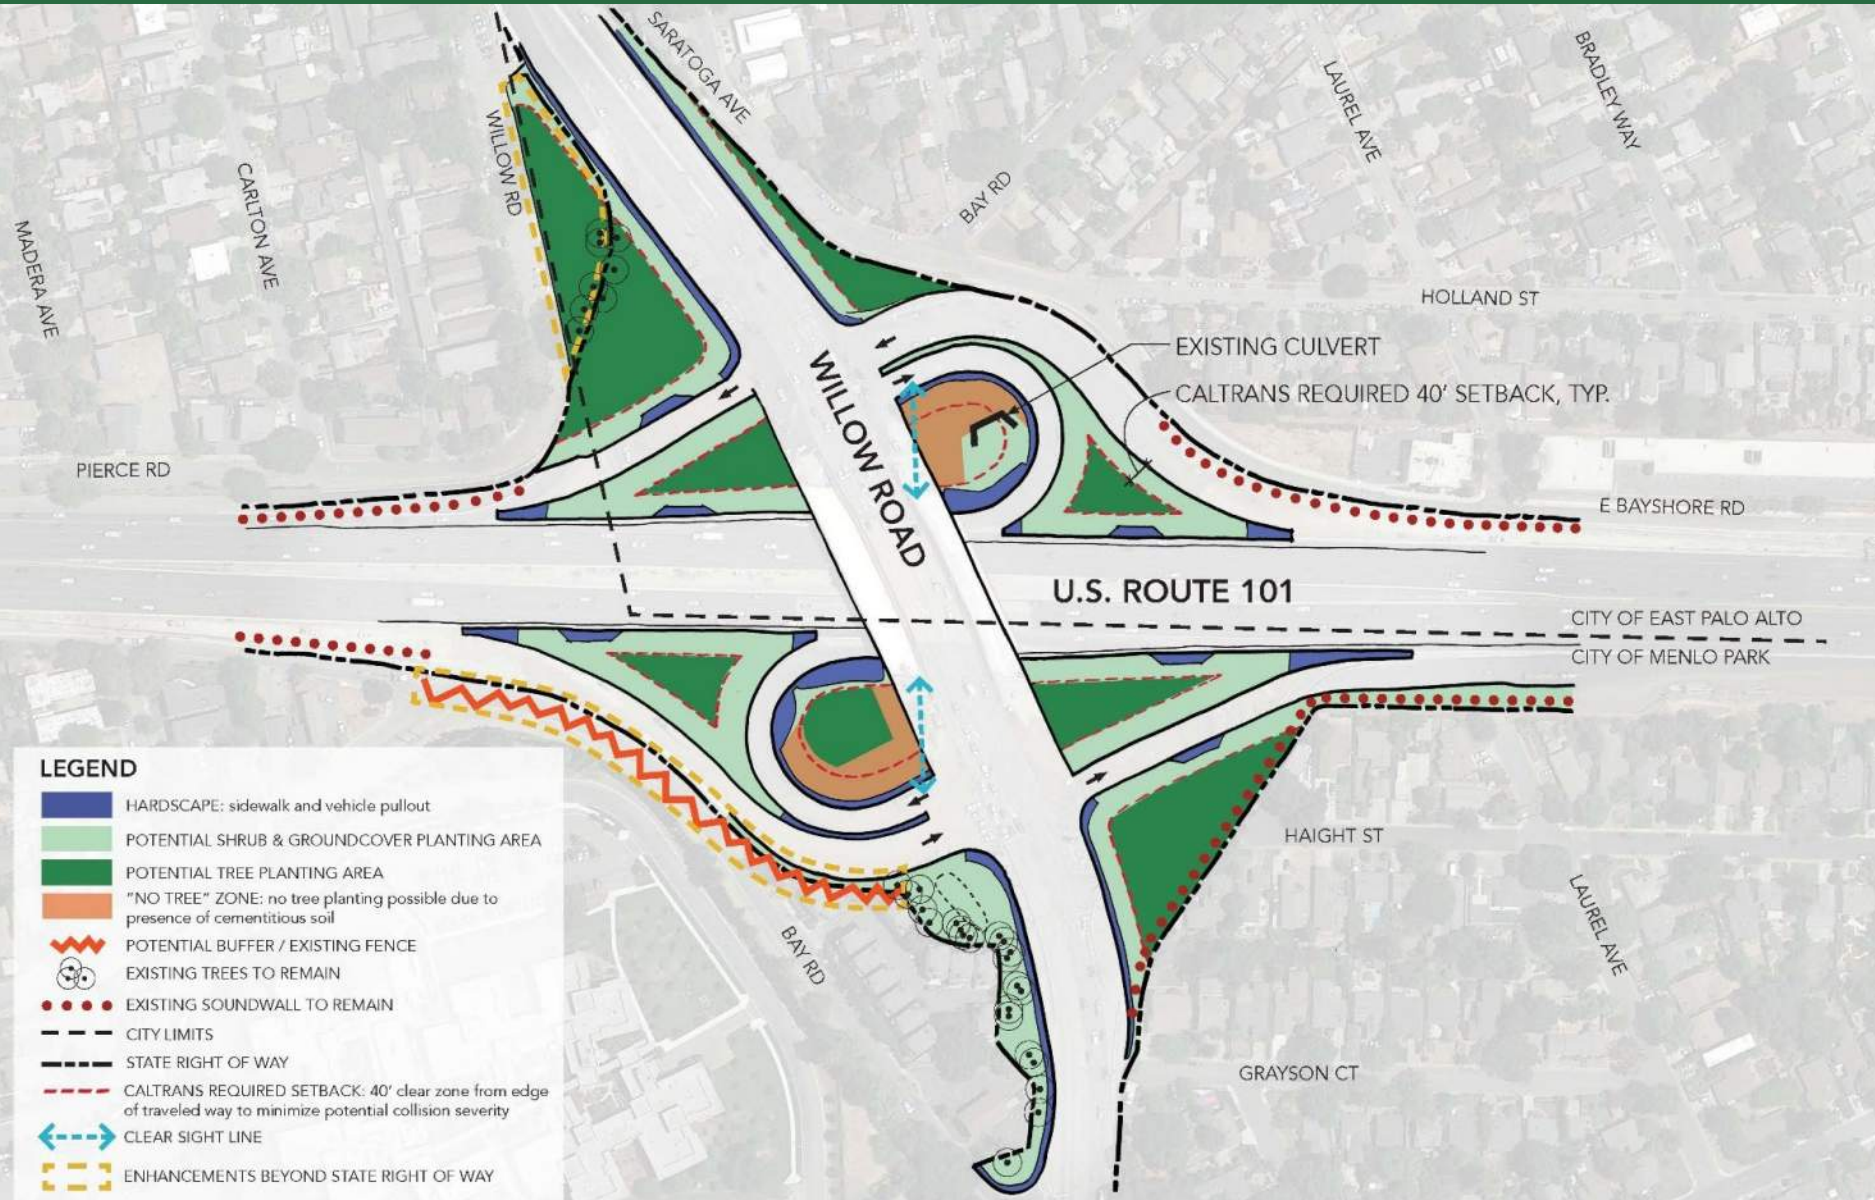 SARATOGA AVE
LAUREL AVE
BRADLEY WAY
WILLOW RD
CARLTON AVE
MADERA AVE
BAY RD
HOLLAND ST
EXISTING CULVERT
CALTRANS REQUIRED 40' SETBACK, TYP.
WILLOW ROAD
PIERCE RD
E BAYSHORE RD
U.S. ROUTE 101
CITY OF EAST PALO ALTO
CITY OF MENLO PARK
HAIGHT ST
LAUREL AVE
BAY RD
GRAYSON CT
LEGEND
HARDSCAPE: sidewalk and vehicle pullout
POTENTIAL SHRUB & GROUNDCOVER PLANTING AREA
POTENTIAL TREE PLANTING AREA
"NO TREE" ZONE: no tree planting possible due to
presence of cementitious soil
POTENTIAL BUFFER / EXISTING FENCE
EXISTING TREES TO REMAIN
EXISTING SOUNDWALL TO REMAIN
CITY LIMITS
STATE RIGHT OF WAY
CALTRANS REQUIRED SETBACK: 40' clear zone from edge
of traveled way to minimize potential collision severity
CLEAR SIGHT LINE
ENHANCEMENTS BEYOND STATE RIGHT OF WAY